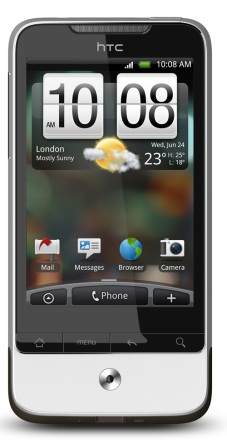 hTC
10:08 AM
AM 10 08
London
Mostly Sunny
Wed, Jun 24
23° H: 25°
L: 18°
Mail Messages Browser Camera
Phone
menu